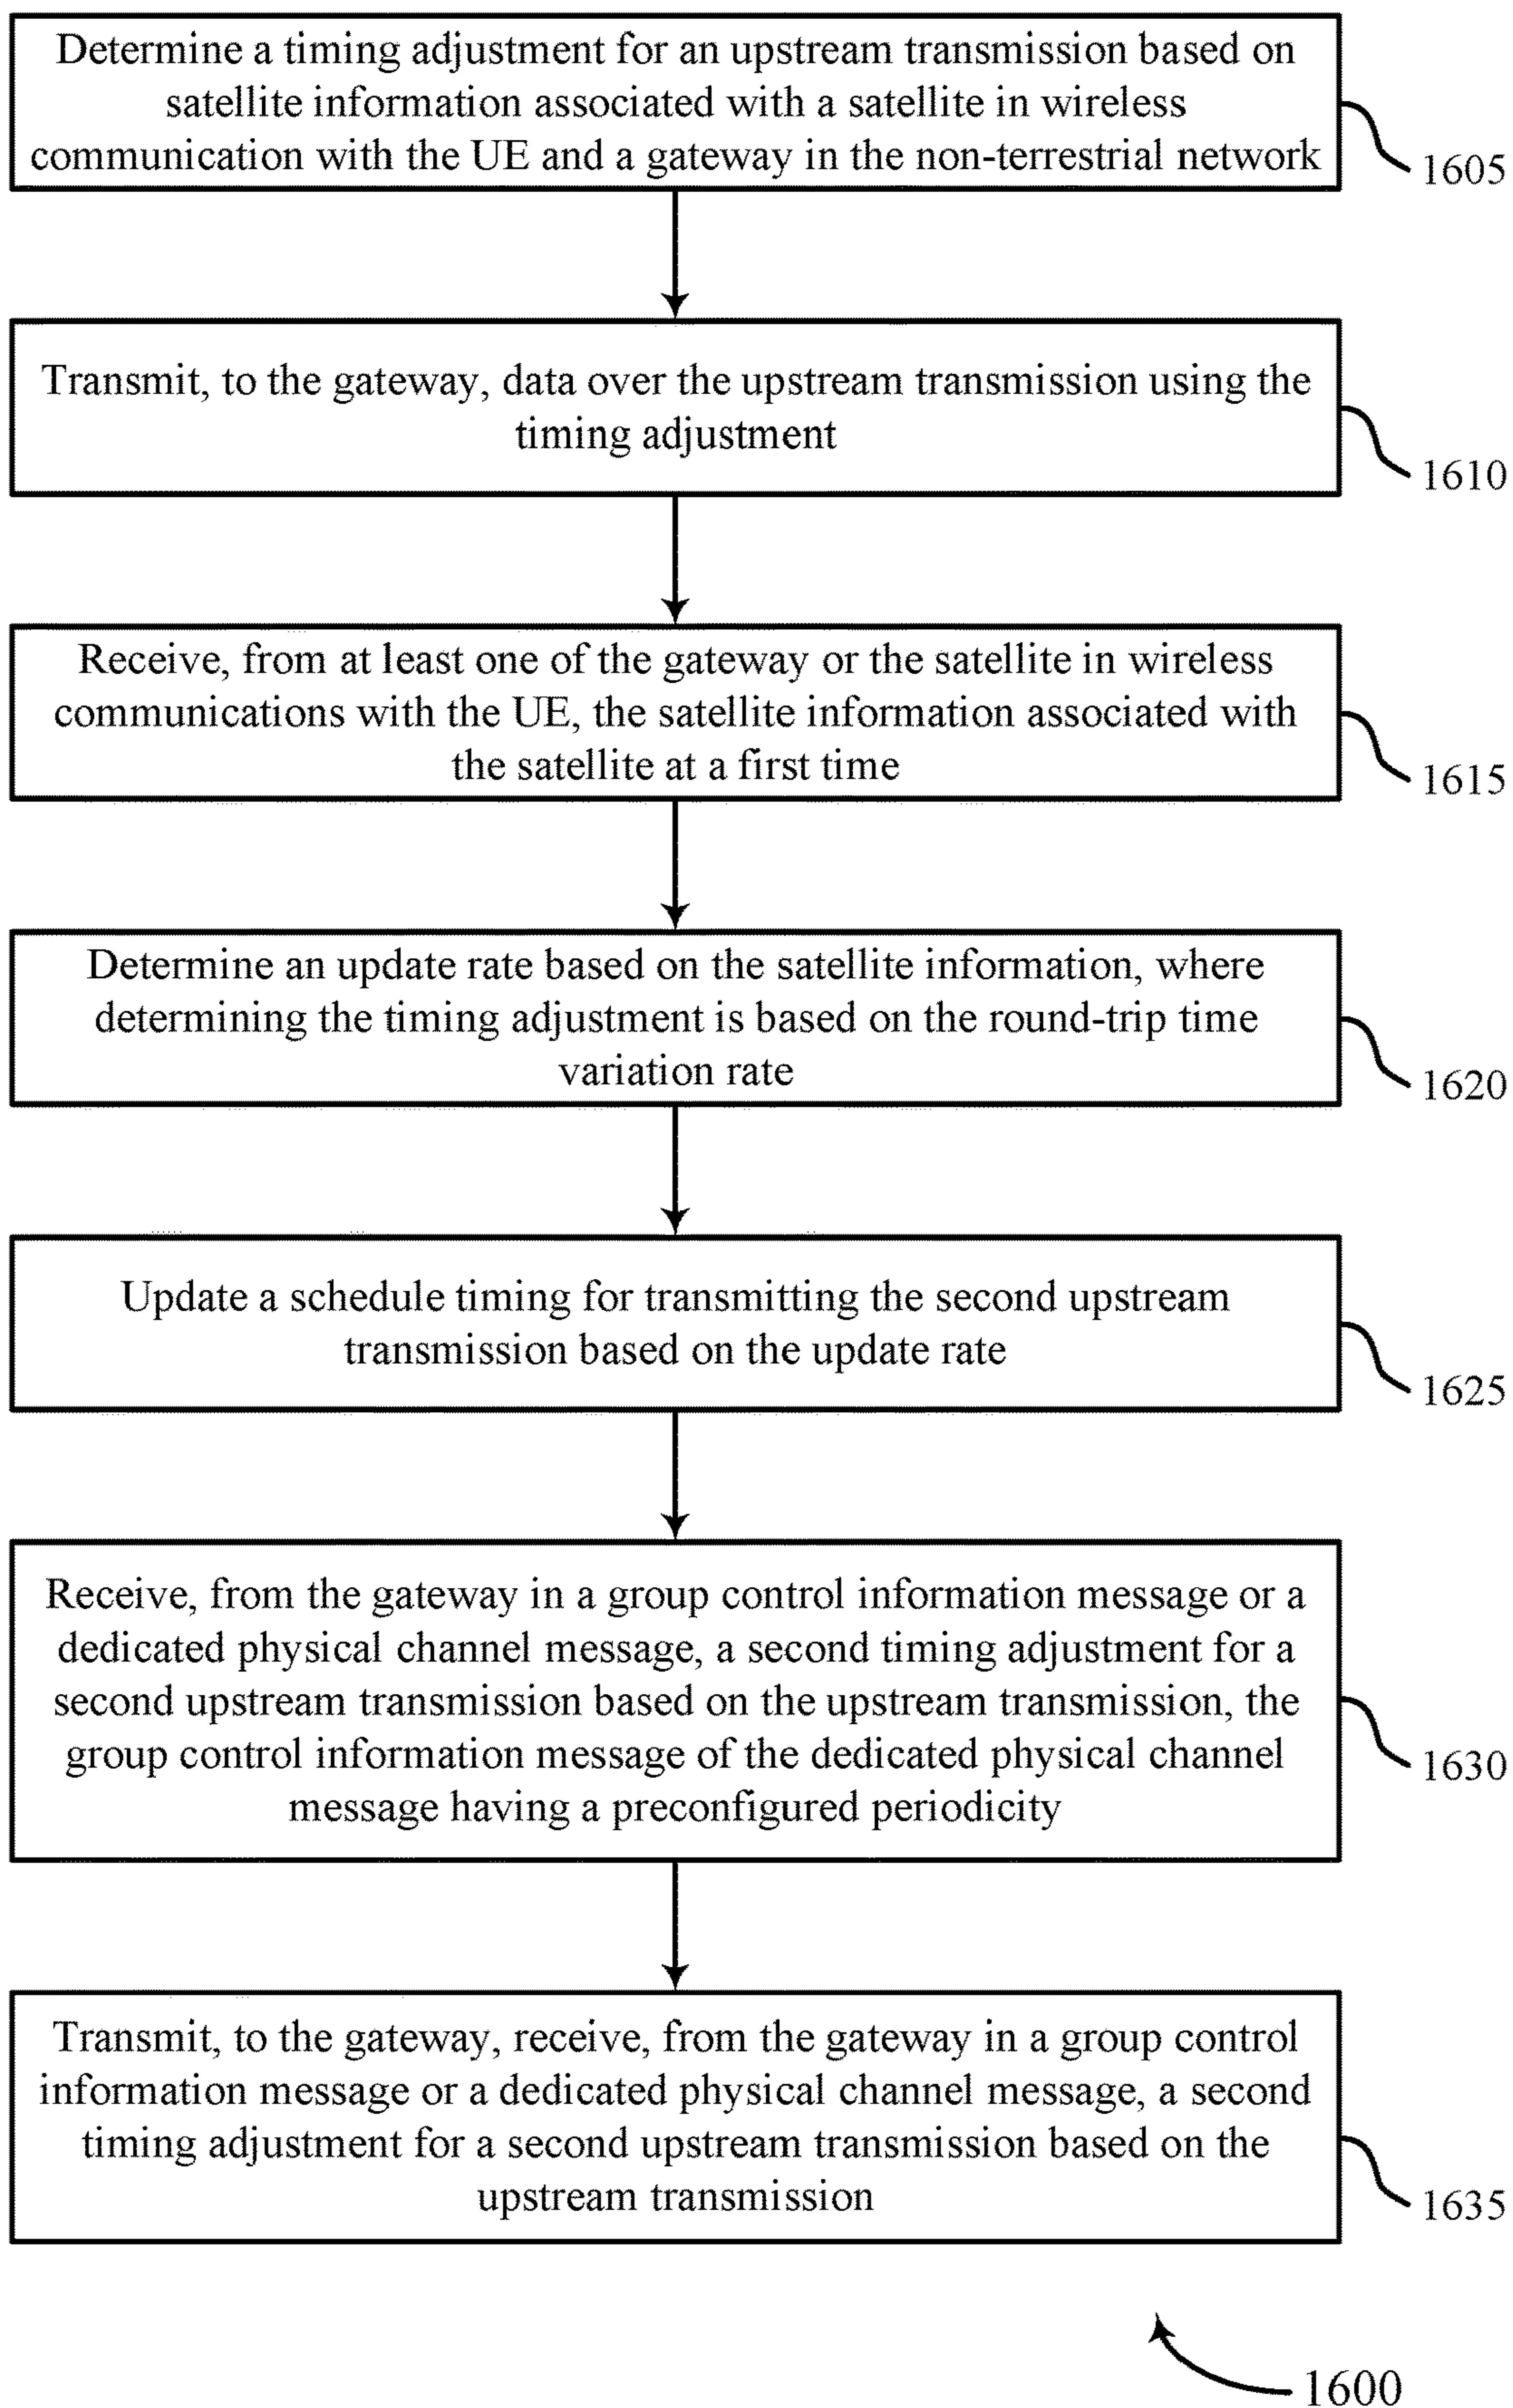 Determine a timing adjustment for an upstream transmission based on
satellite information associated with a satellite in wireless
communication with the UE and a gateway in the non-terrestrial network
1605
Transmit, to the gateway, data over the upstream transmission using the
timing adjustment
1610
Receive, from at least one of the gateway or the satellite in wireless
communications with the UE, the satellite information associated with
the satellite at a first time
1615
Determine an update rate based on the satellite information, where
determining the timing adjustment is based on the round-trip time
variation rate
1620
Update a schedule timing for transmitting the second upstream
transmission based on the update rate
1625
Receive, from the gateway in a group control information message or a
dedicated physical channel message, a second timing adjustment for a
second upstream transmission based on the upstream transmission, the
group control information message of the dedicated physical channel
message having a preconfigured periodicity
1630
Transmit, to the gateway, receive, from the gateway in a group control
information message or a dedicated physical channel message, a second
timing adjustment for a second upstream transmission based on the
upstream transmission
1635
1600